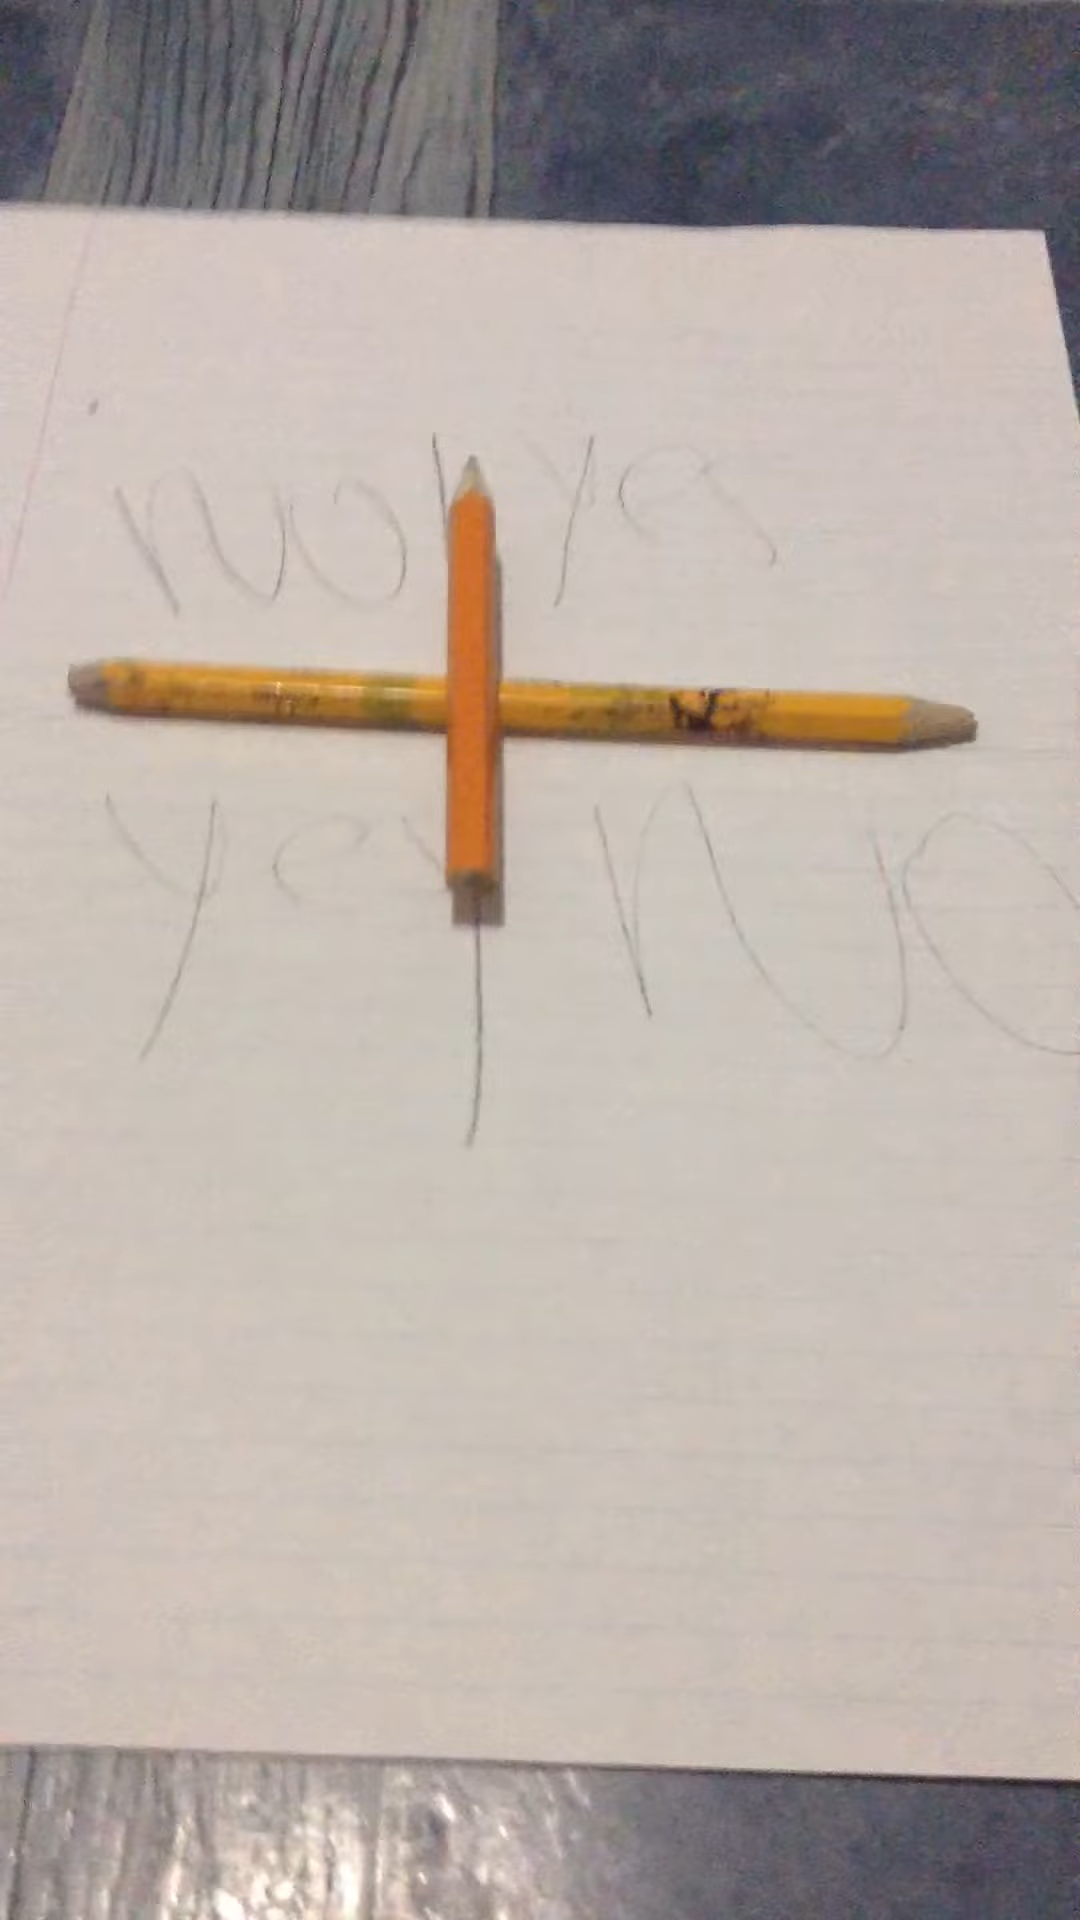 no yes
yes no